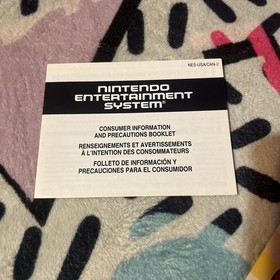 NES-USA/CAN-2
NINTENDO
ENTERTAINMENT
SYSTEM®
CONSUMER INFORMATION
AND PRECAUTIONS BOOKLET
RENSEIGNEMENTS ET AVERTISSEMENTS
À L'INTENTION DES CONSOMMATEURS
FOLLETO DE INFORMACIÓN Y
PRECAUCIONES PARA EL CONSUMIDOR